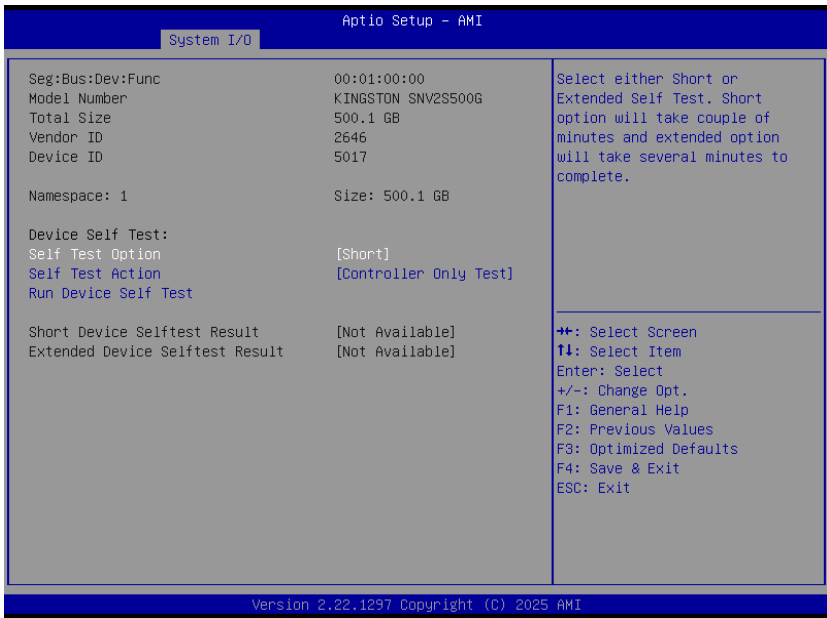 Aptio Setup - AMI
System I/O
Seg:Bus:Dev:Func 00:01:00:00
Model Number KINGSTON SNV2S500G
Total Size 500.1 GB
Vendor ID 2646
Device ID 5017
Namespace: 1 Size: 500.1 GB
Device Self Test:
Self Test Option [Short]
Self Test Action [Controller Only Test]
Run Device Self Test
Short Device Selftest Result [Not Available]
Extended Device Selftest Result [Not Available]
Select either Short or
Extended Self Test. Short
option will take couple of
minutes and extended option
will take several minutes to
complete.
→←: Select Screen
↑↓: Select Item
Enter: Select
+/-: Change Opt.
F1: General Help
F2: Previous Values
F3: Optimized Defaults
F4: Save & Exit
ESC: Exit
Version 2.22.1297 Copyright (C) 2025 AMI